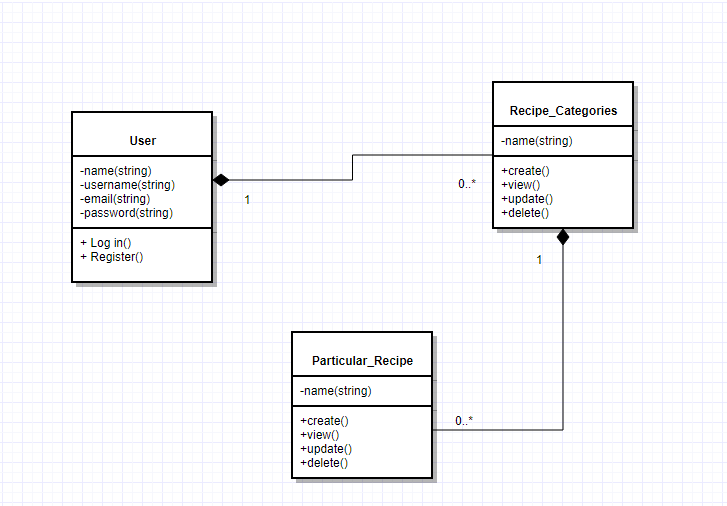 User
-name(string)
-username(string)
-email(string)
-password(string)
+ Log in()
+ Register()
1
0..*
Recipe_Categories
-name(string)
+create()
+view()
+update()
+delete()
1
Particular_Recipe
-name(string)
+create()
+view()
+update()
+delete()
0..*